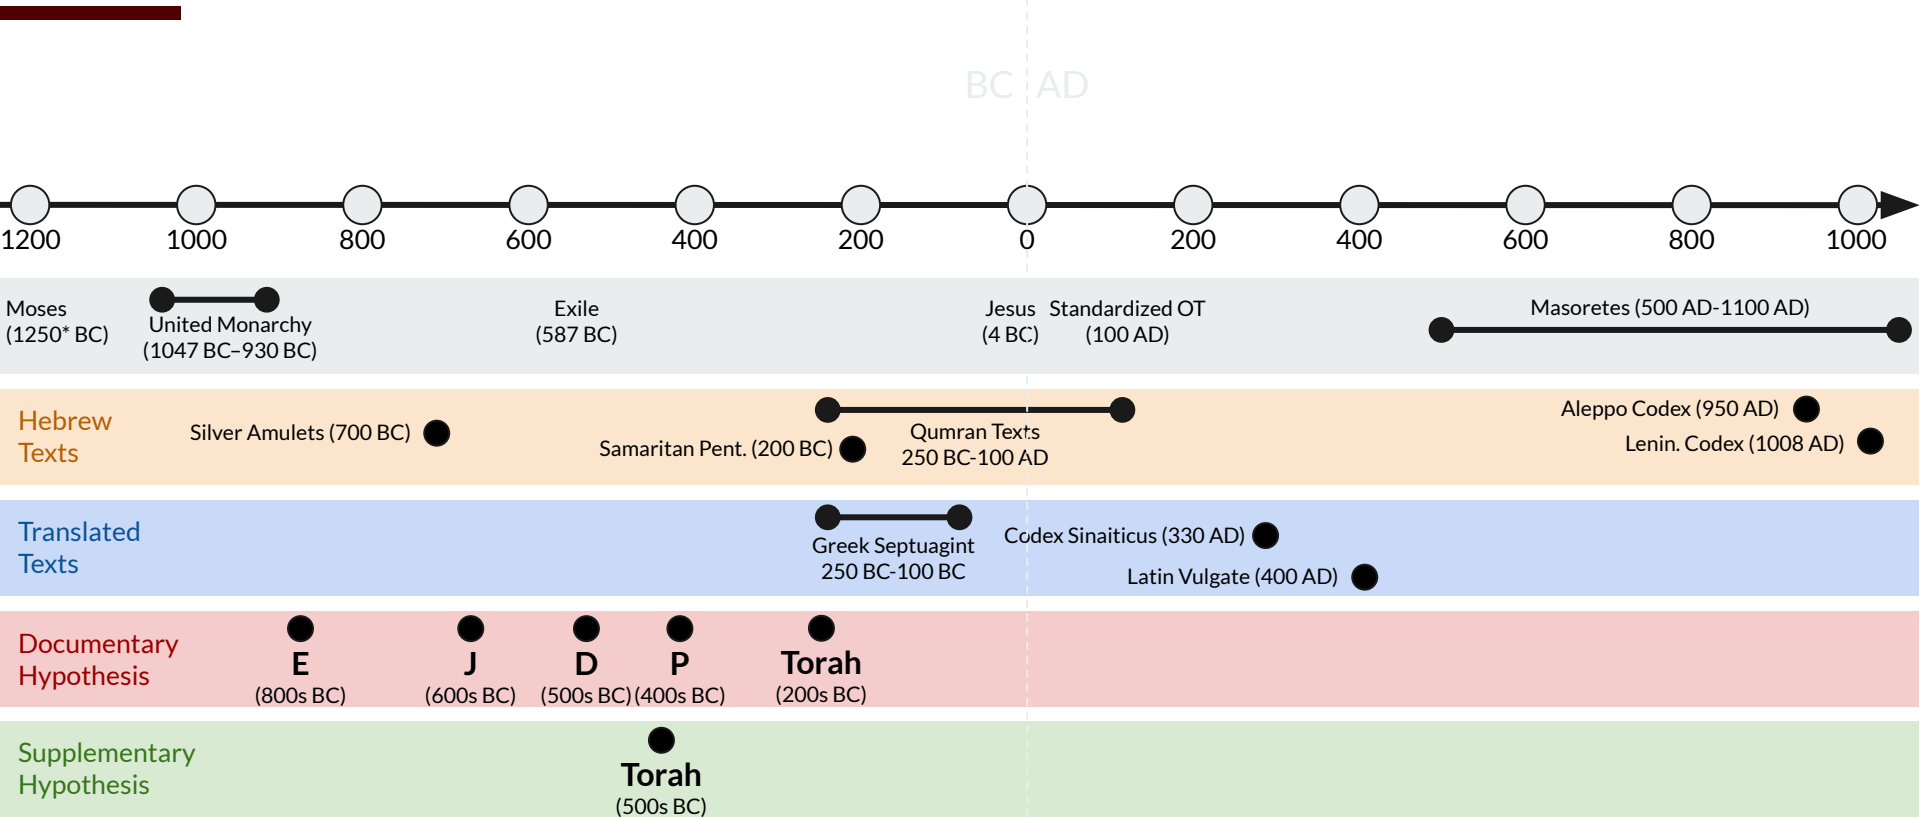 BC AD
1200 1000 800 600 400 200 0 200 400 600 800 1000
Moses
(1250* BC)
United Monarchy
(1047 BC–930 BC)
Exile
(587 BC)
Jesus
(4 BC)
Standardized OT
(100 AD)
Masoretes (500 AD-1100 AD)
Hebrew
Texts
Silver Amulets (700 BC)
Samaritan Pent. (200 BC)
Qumran Texts
250 BC-100 AD
Aleppo Codex (950 AD)
Lenin. Codex (1008 AD)
Translated
Texts
Greek Septuagint
250 BC-100 BC
Codex Sinaiticus (330 AD)
Latin Vulgate (400 AD)
Documentary
Hypothesis
E
(800s BC)
J
(600s BC)
D
(500s BC)
P
(400s BC)
Torah
(200s BC)
Supplementary
Hypothesis
Torah
(500s BC)